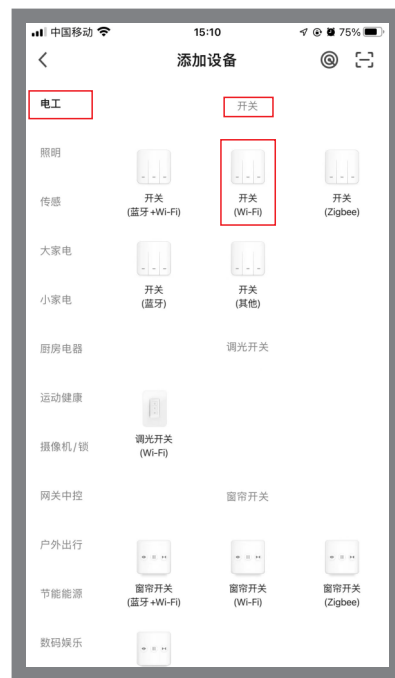 中国移动 15:10 75%
添加设备
电工
照明
传感
大家电
小家电
厨房电器
运动健康
摄像机/锁
网关中控
户外出行
节能能源
数码娱乐
开关
开关 开关 开关
(蓝牙+Wi-Fi) (Wi-Fi) (Zigbee)
开关 开关
(蓝牙) (其他)
调光开关
调光开关
(Wi-Fi)
窗帘开关
窗帘开关 窗帘开关 窗帘开关
(蓝牙+Wi-Fi) (Wi-Fi) (Zigbee)